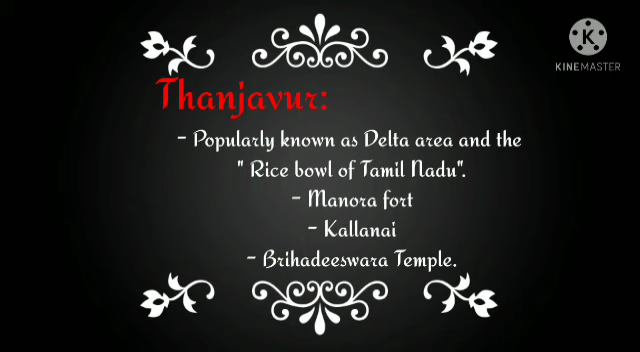 KINEMASTER
Thanjavur:
- Popularly known as Delta area and the
" Rice bowl of Tamil Nadu".
- Manora fort
- Kallanai
- Brihadeeswara Temple.